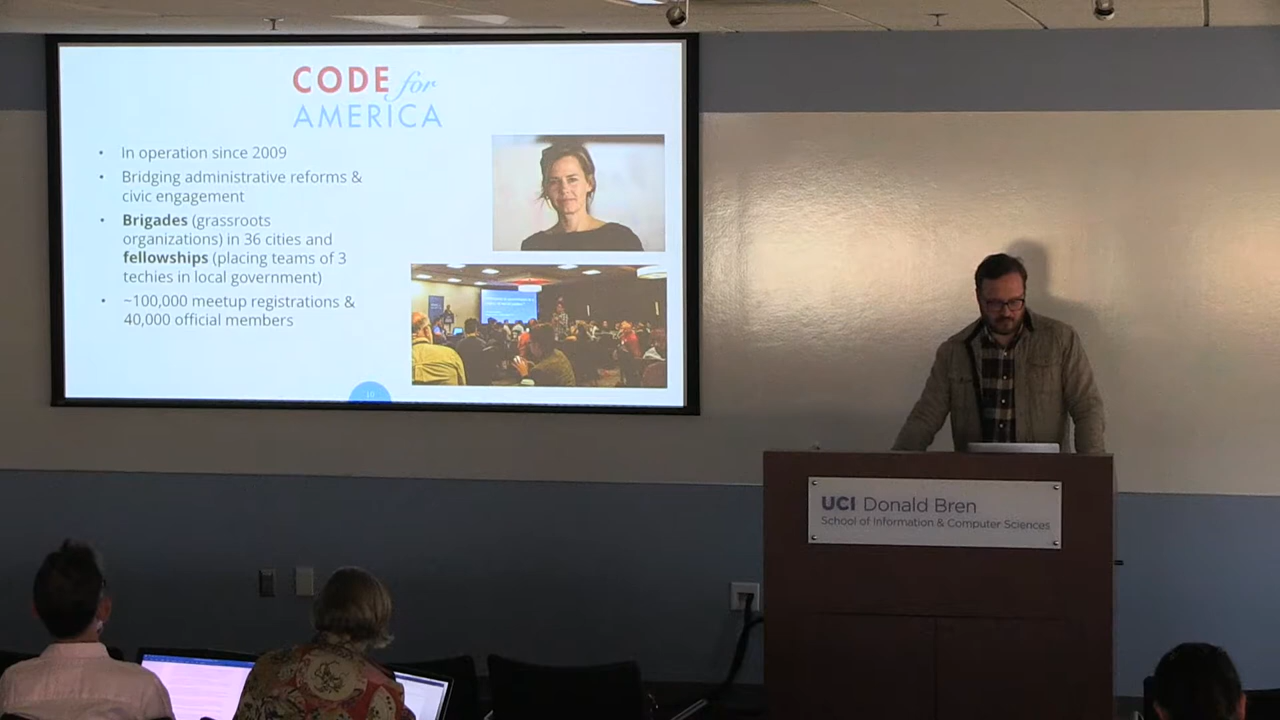 CODE for
AMERICA
• In operation since 2009
• Bridging administrative reforms &
civic engagement
• Brigades (grassroots
organizations) in 36 cities and
fellowships (placing teams of 3
techies in local government)
• ~100,000 meetup registrations &
40,000 official members
UCI Donald Bren
School of Information & Computer Sciences